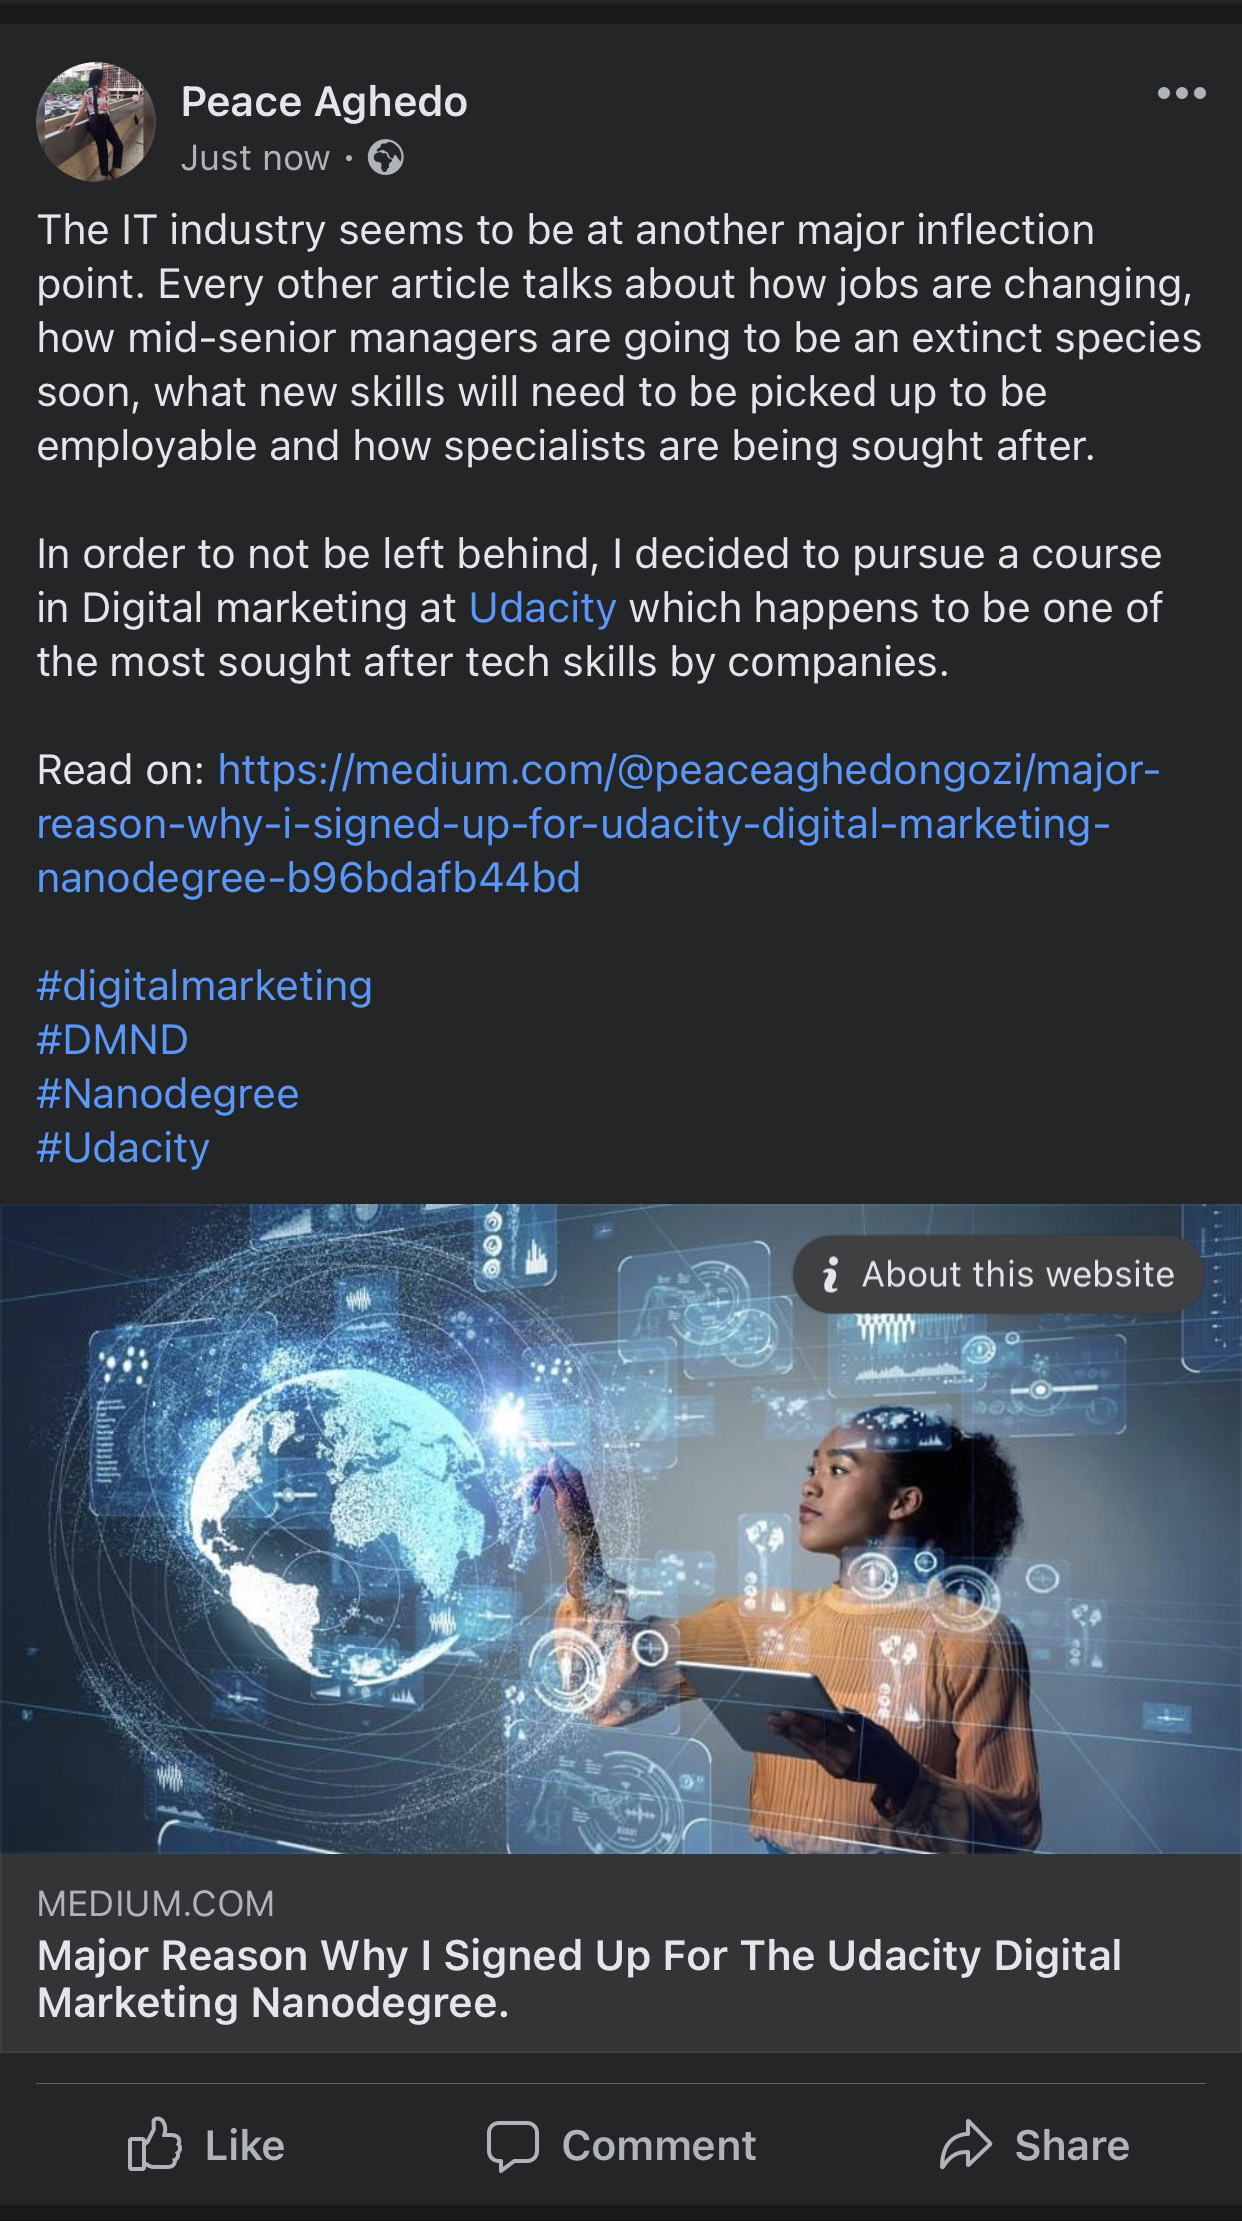 Peace Aghedo
Just now ·
The IT industry seems to be at another major inflection
point. Every other article talks about how jobs are changing,
how mid-senior managers are going to be an extinct species
soon, what new skills will need to be picked up to be
employable and how specialists are being sought after.
In order to not be left behind, I decided to pursue a course
in Digital marketing at Udacity which happens to be one of
the most sought after tech skills by companies.
Read on: https://medium.com/@peaceaghedongozi/major-
reason-why-i-signed-up-for-udacity-digital-marketing-
nanodegree-b96bdafb44bd
#digitalmarketing
#DMND
#Nanodegree
#Udacity
i About this website
MEDIUM.COM
Major Reason Why I Signed Up For The Udacity Digital
Marketing Nanodegree.
Like Comment Share